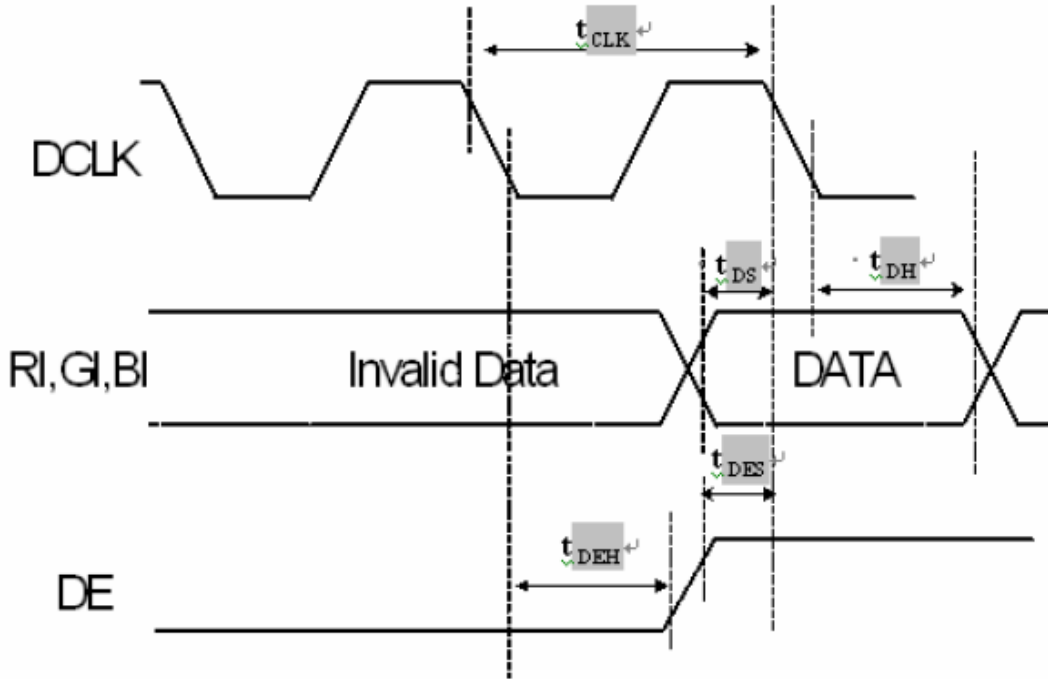 tCLK↵
DCLK
tDS↵
tDH↵
RI,GI,BI
Invalid Data
DATA
tDES↵
tDEH↵
DE